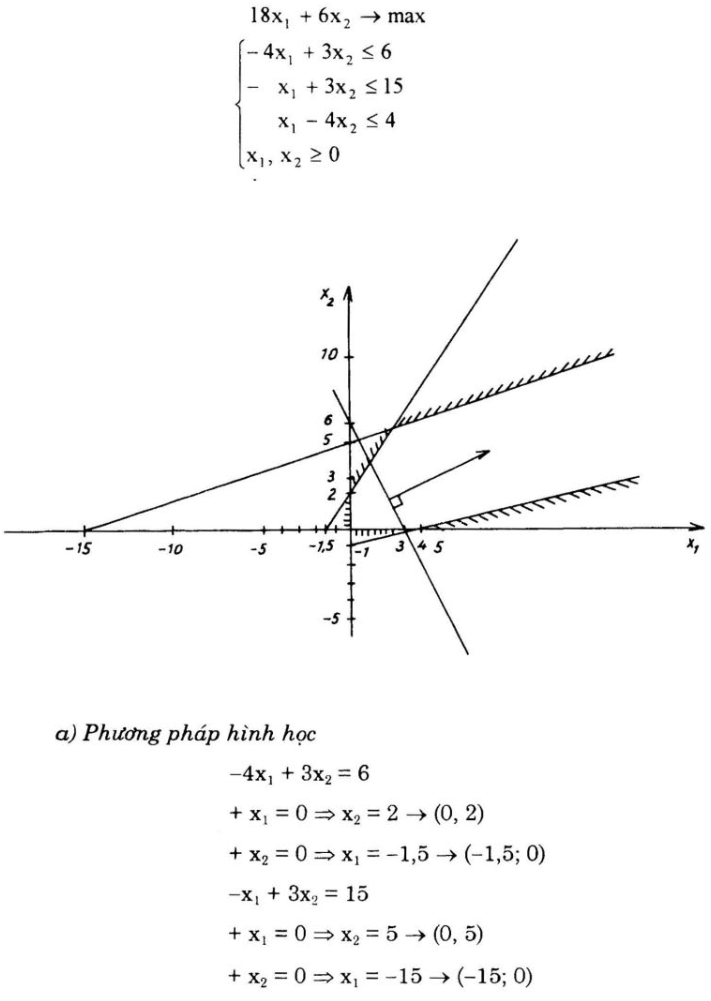 18x₁ + 6x₂ → max
− 4x₁ + 3x₂ ≤ 6
− x₁ + 3x₂ ≤ 15
x₁ − 4x₂ ≤ 4
x₁, x₂ ≥ 0
x₂
10
6
5
3
2
−15 −10 −5 −1,5 −1 3 4 5 x₁
−5
a) Phương pháp hình học
−4x₁ + 3x₂ = 6
+ x₁ = 0 ⇒ x₂ = 2 → (0, 2)
+ x₂ = 0 ⇒ x₁ = −1,5 → (−1,5; 0)
−x₁ + 3x₂ = 15
+ x₁ = 0 ⇒ x₂ = 5 → (0, 5)
+ x₂ = 0 ⇒ x₁ = −15 → (−15; 0)